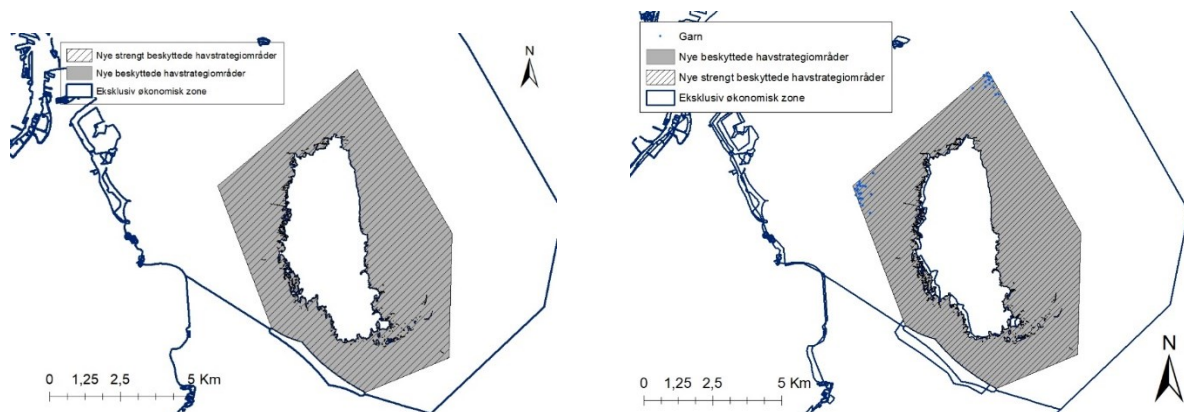 Nye strengt beskyttede havstrategiområder
Nye beskyttede havstrategiområder
Eksklusiv økonomisk zone
N
0 1,25 2,5 5 Km
Garn
Nye beskyttede havstrategiområder
Nye strengt beskyttede havstrategiområder
Eksklusiv økonomisk zone
N
0 1,25 2,5 5 Km